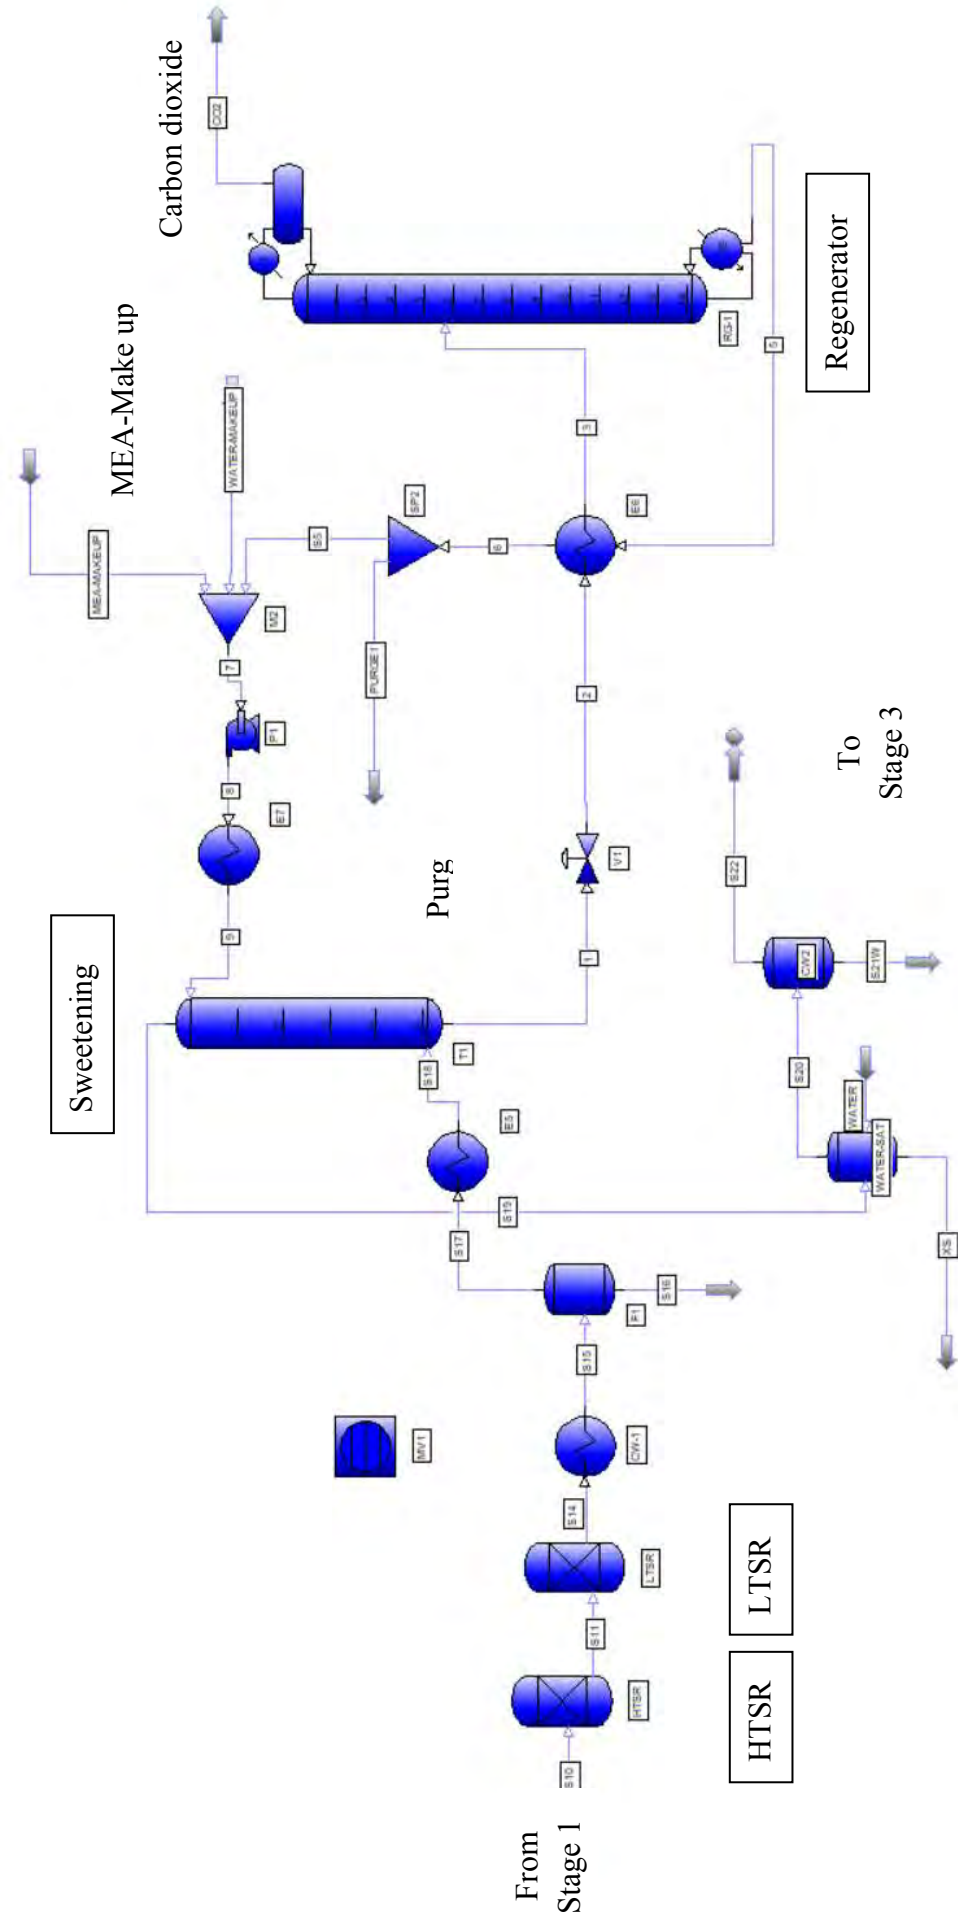 From
Stage 1
S10
HTSR
HTSR
S11
LTSR
LTSR
S14
CW-1
S15
MV1
F1
S16
S17
E5
S18
T1
Sweetening
S19
WATER
WATER-SAT
XS
S20
CW2
S21W
S22
To
Stage 3
1
V1
2
E6
3
RG-1
Regenerator
5
6
SP2
S5
PURGE1
Purg
MEA-MAKEUP
MEA-Make up
WATER-MAKEUP
M2
7
P1
8
E7
9
CO2
Carbon dioxide